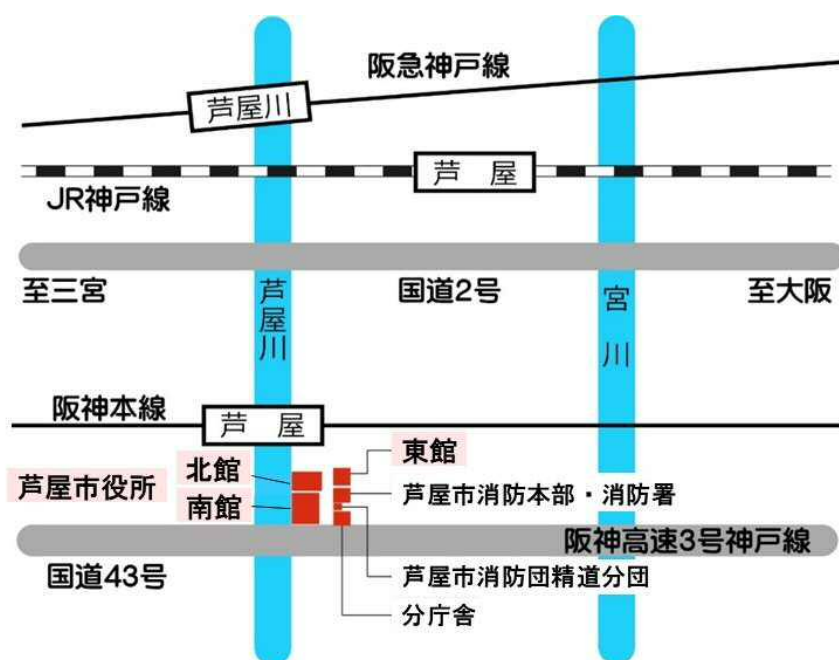 阪急神戸線
芦屋川
芦　屋
JR神戸線
至三宮
芦屋川
国道2号
宮川
至大阪
阪神本線
芦　屋
東館
北館
芦屋市役所
芦屋市消防本部・消防署
南館
阪神高速3号神戸線
国道43号
芦屋市消防団精道分団
分庁舎